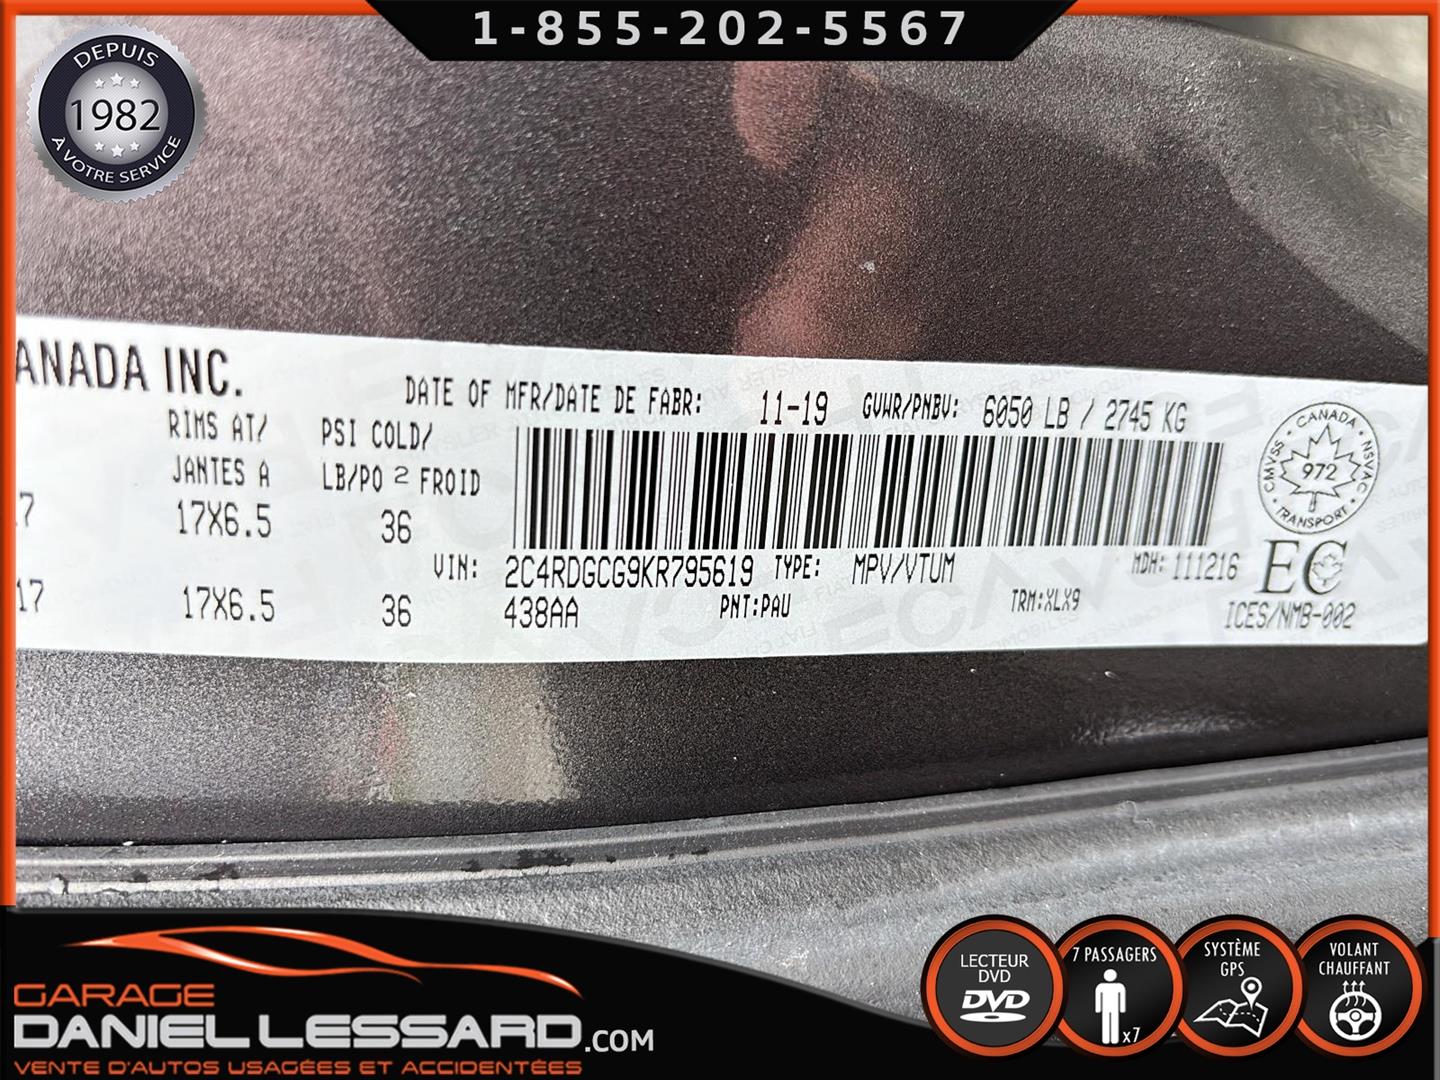 1-855-202-5567
DEPUIS
1982
À VOTRE SERVICE
ANADA INC.
DATE OF MFR/DATE DE FABR: 11-19 GVWR/PNBV: 6050 LB / 2745 KG
RIMS AT/ PSI COLD/
JANTES A LB/PO 2 FROID
7 17X6.5 36
CANADA
CMVSS 972 NSVAC
TRANSPORT
VIN: 2C4RDGCG9KR795619 TYPE: MPV/VTUM MDH: 111216
EC
17 17X6.5 36 438AA PNT:PAU TRM:XLX9 ICES/NMB-002
LECTEUR
DVD
DVD
7 PASSAGERS
x7
SYSTÈME
GPS
VOLANT
CHAUFFANT
GARAGE
DANIEL LESSARD.COM
VENTE D'AUTOS USAGÉES ET ACCIDENTÉES